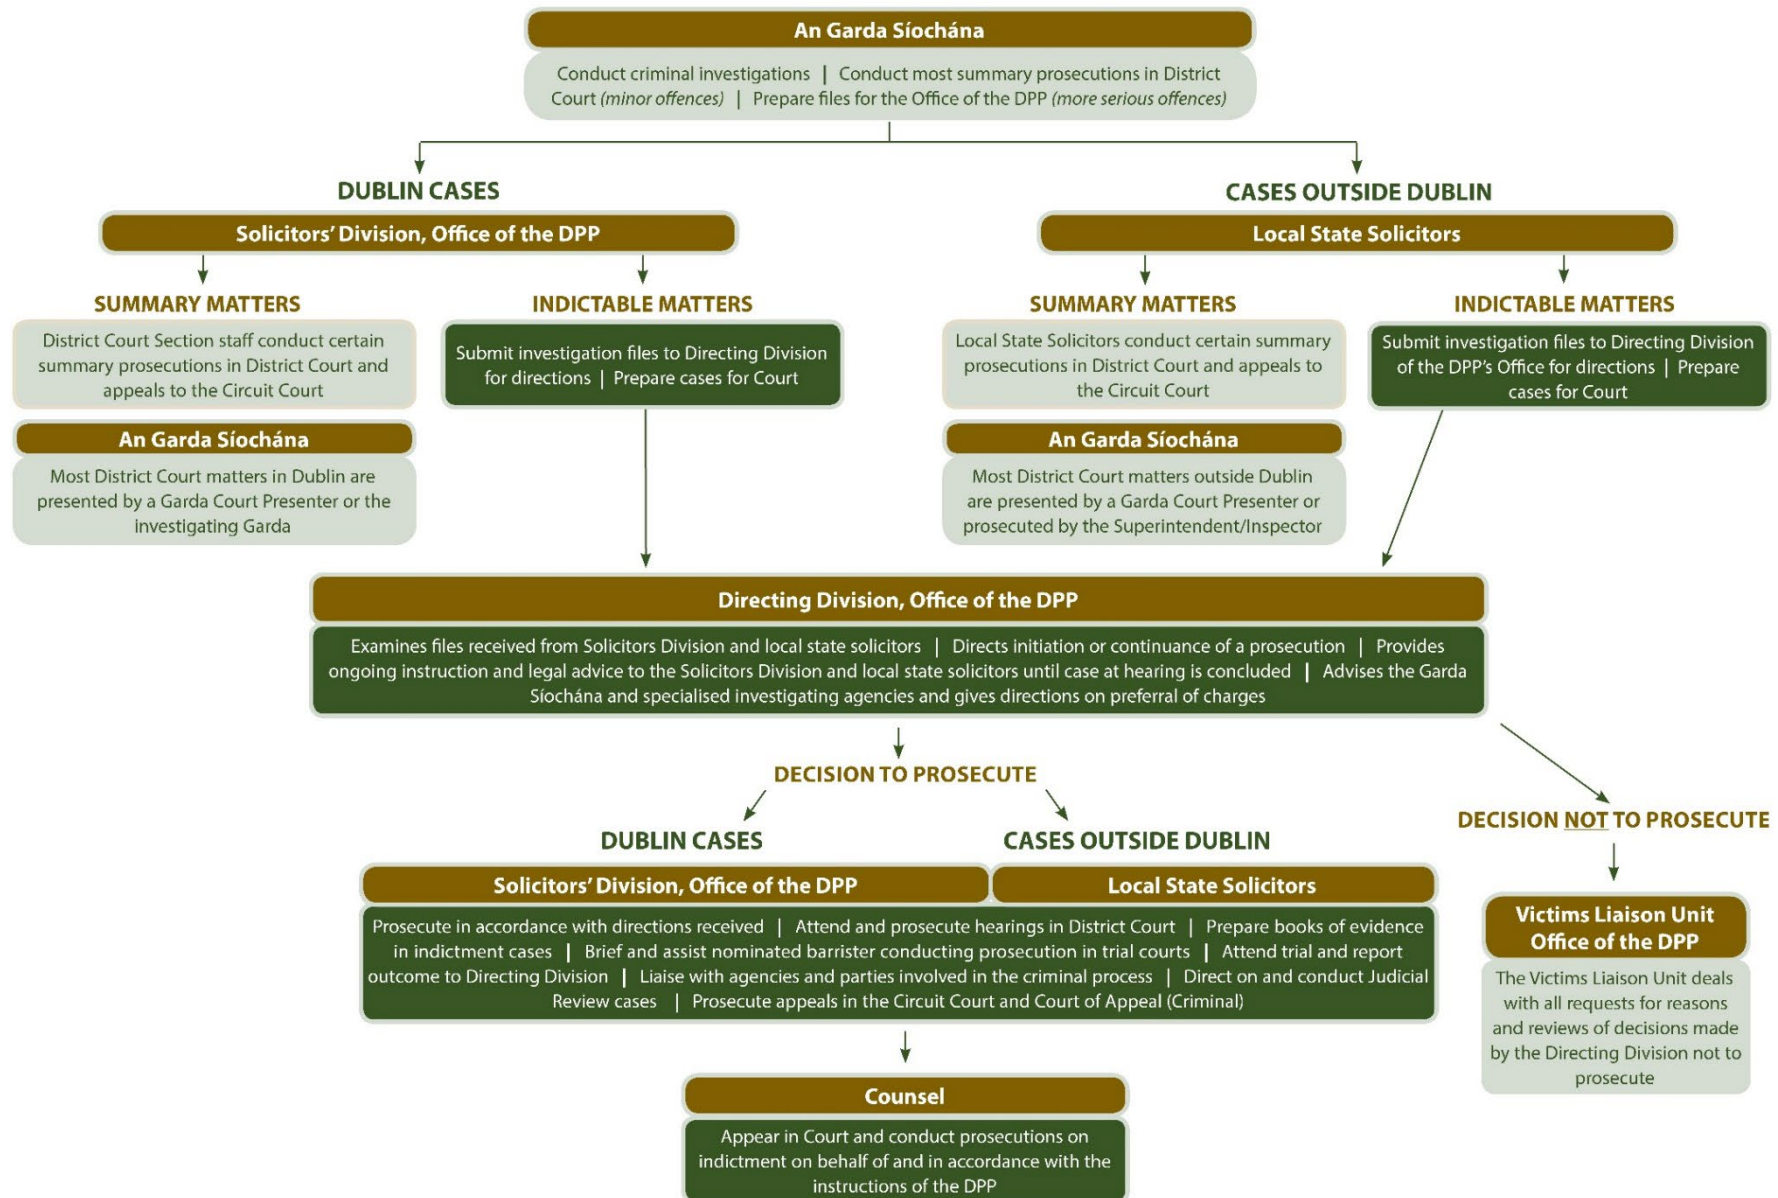 An Garda Síochána
Conduct criminal investigations | Conduct most summary prosecutions in District
Court (minor offences) | Prepare files for the Office of the DPP (more serious offences)
DUBLIN CASES
Solicitors' Division, Office of the DPP
SUMMARY MATTERS
District Court Section staff conduct certain
summary prosecutions in District Court and
appeals to the Circuit Court
An Garda Síochána
Most District Court matters in Dublin are
presented by a Garda Court Presenter or the
investigating Garda
INDICTABLE MATTERS
Submit investigation files to Directing Division
for directions | Prepare cases for Court
CASES OUTSIDE DUBLIN
Local State Solicitors
SUMMARY MATTERS
Local State Solicitors conduct certain summary
prosecutions in District Court and appeals to
the Circuit Court
An Garda Síochána
Most District Court matters outside Dublin
are presented by a Garda Court Presenter or
prosecuted by the Superintendent/Inspector
INDICTABLE MATTERS
Submit investigation files to Directing Division
of the DPP's Office for directions | Prepare
cases for Court
Directing Division, Office of the DPP
Examines files received from Solicitors Division and local state solicitors | Directs initiation or continuance of a prosecution | Provides
ongoing instruction and legal advice to the Solicitors Division and local state solicitors until case at hearing is concluded | Advises the Garda
Síochána and specialised investigating agencies and gives directions on preferral of charges
DECISION TO PROSECUTE
DUBLIN CASES
CASES OUTSIDE DUBLIN
Solicitors' Division, Office of the DPP
Local State Solicitors
Prosecute in accordance with directions received | Attend and prosecute hearings in District Court | Prepare books of evidence
in indictment cases | Brief and assist nominated barrister conducting prosecution in trial courts | Attend trial and report
outcome to Directing Division | Liaise with agencies and parties involved in the criminal process | Direct on and conduct Judicial
Review cases | Prosecute appeals in the Circuit Court and Court of Appeal (Criminal)
Counsel
Appear in Court and conduct prosecutions on
indictment on behalf of and in accordance with the
instructions of the DPP
DECISION NOT TO PROSECUTE
Victims Liaison Unit
Office of the DPP
The Victims Liaison Unit deals
with all requests for reasons
and reviews of decisions made
by the Directing Division not to
prosecute